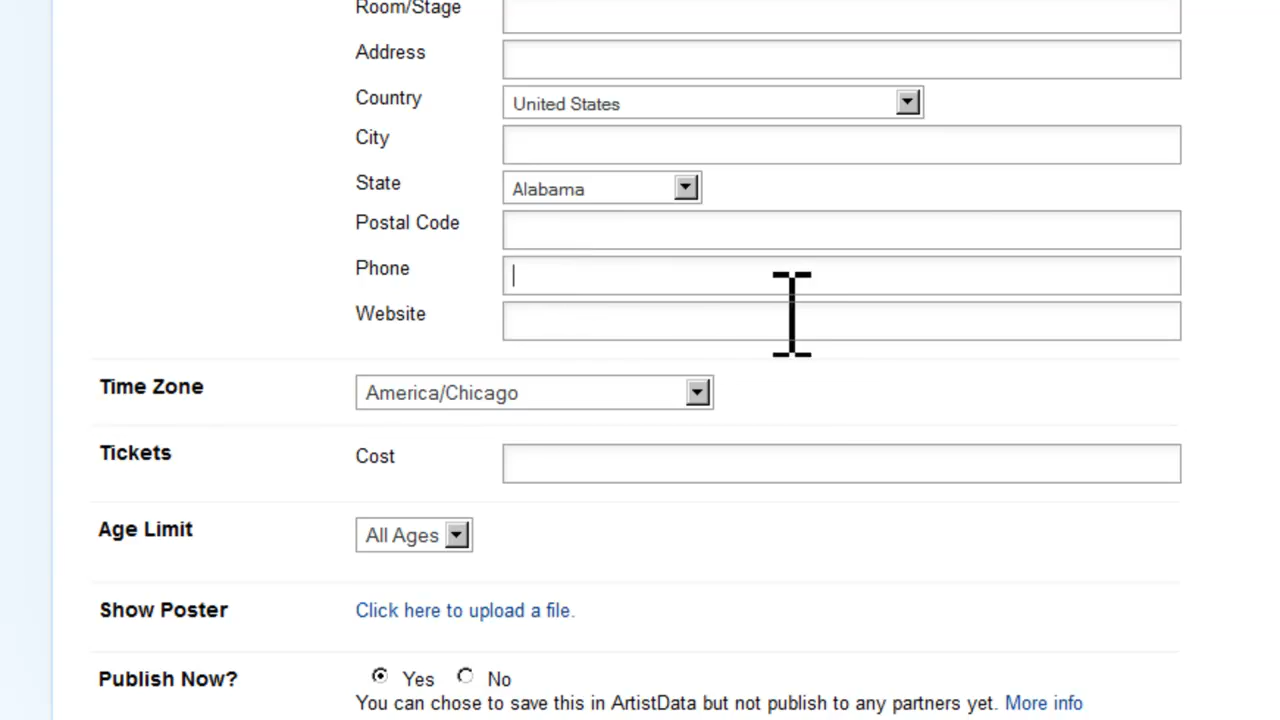 Room/Stage
Address
Country United States
City
State Alabama
Postal Code
Phone
Website
Time Zone America/Chicago
Tickets Cost
Age Limit All Ages
Show Poster Click here to upload a file.
Publish Now? Yes No
You can chose to save this in ArtistData but not publish to any partners yet. More info